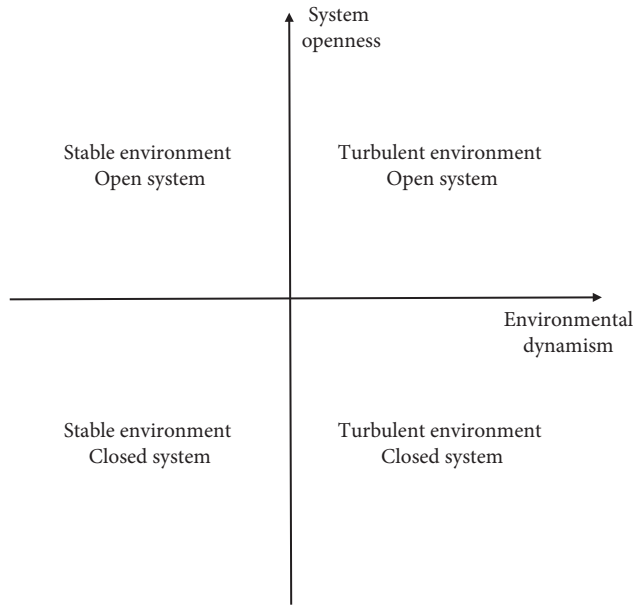 System
openness
Stable environment
Open system
Turbulent environment
Open system
Environmental
dynamism
Stable environment
Closed system
Turbulent environment
Closed system